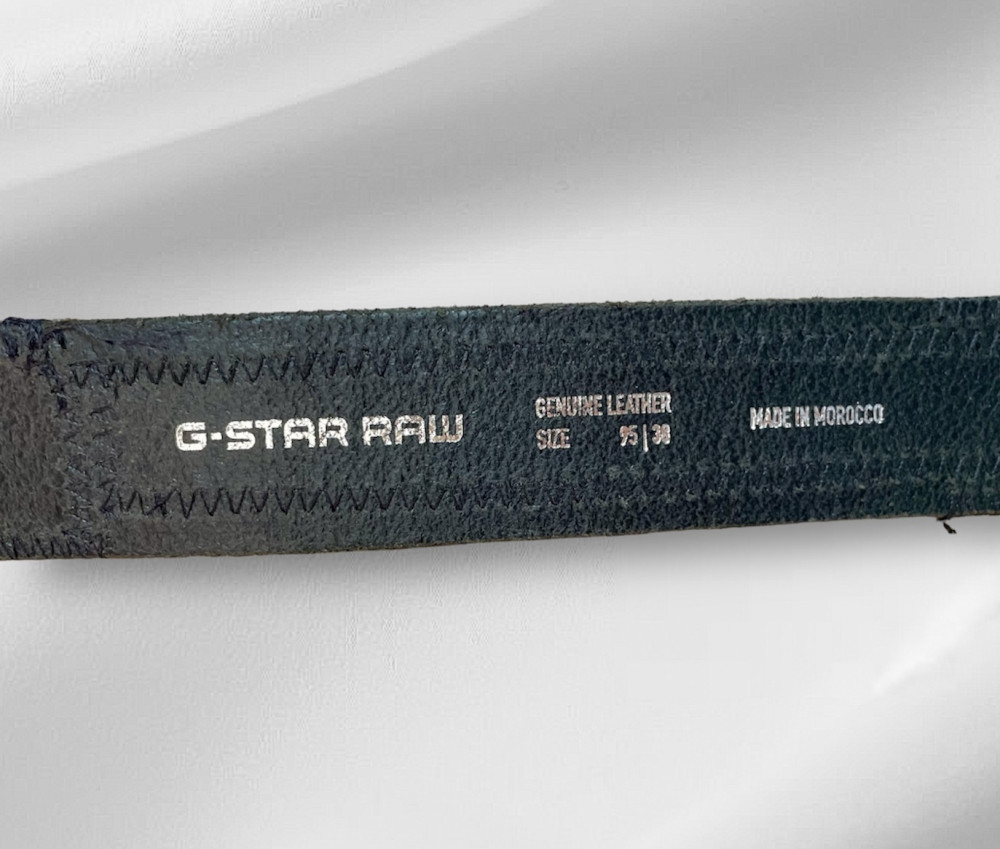 G-STAR RAW
GENUINE LEATHER
SIZE 95 | 38
MADE IN MOROCCO